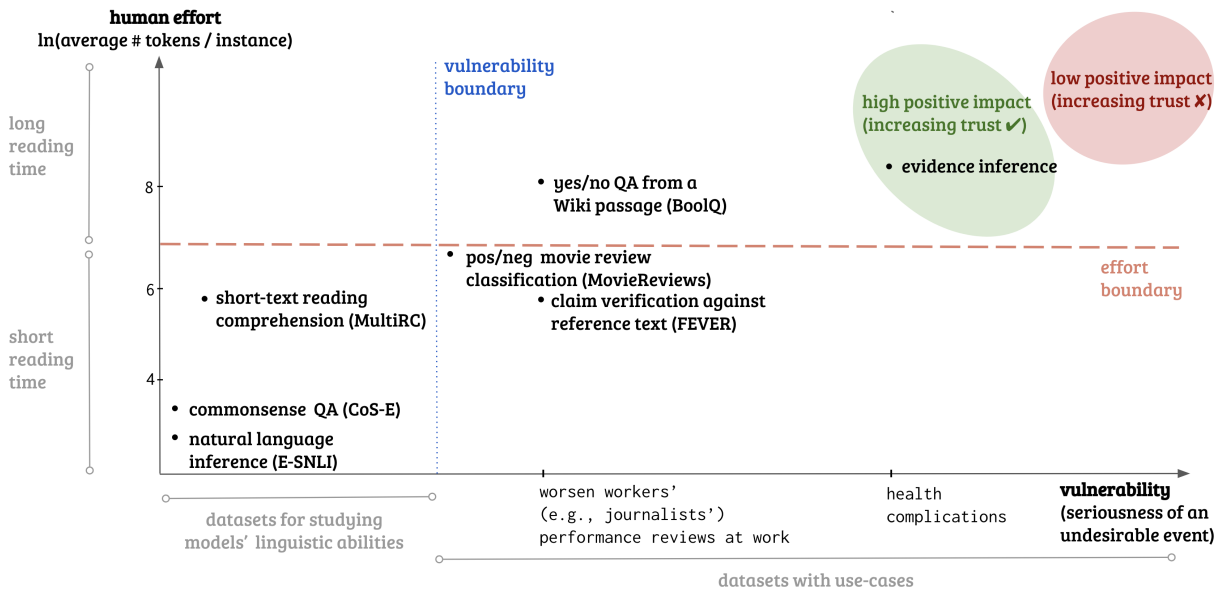 human effort
ln(average # tokens / instance)
vulnerability
boundary
low positive impact
(increasing trust ✘)
high positive impact
(increasing trust ✔)
long
reading
time
evidence inference
8
yes/no QA from a
Wiki passage (BoolQ)
pos/neg movie review
classification (MovieReviews)
effort
boundary
6
short-text reading
comprehension (MultiRC)
claim verification against
reference text (FEVER)
short
reading
time
4
commonsense QA (CoS-E)
natural language
inference (E-SNLI)
worsen workers’
(e.g., journalists’)
performance reviews at work
health
complications
vulnerability
(seriousness of an
undesirable event)
datasets for studying
models’ linguistic abilities
datasets with use-cases